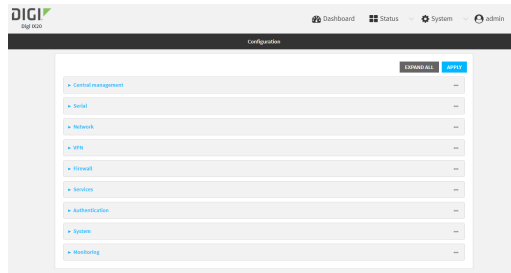 DIGI
Digi IX20
Dashboard
Status
System
admin
Configuration
EXPAND ALL
APPLY
Central management
Serial
Network
VPN
Firewall
Services
Authentication
System
Monitoring